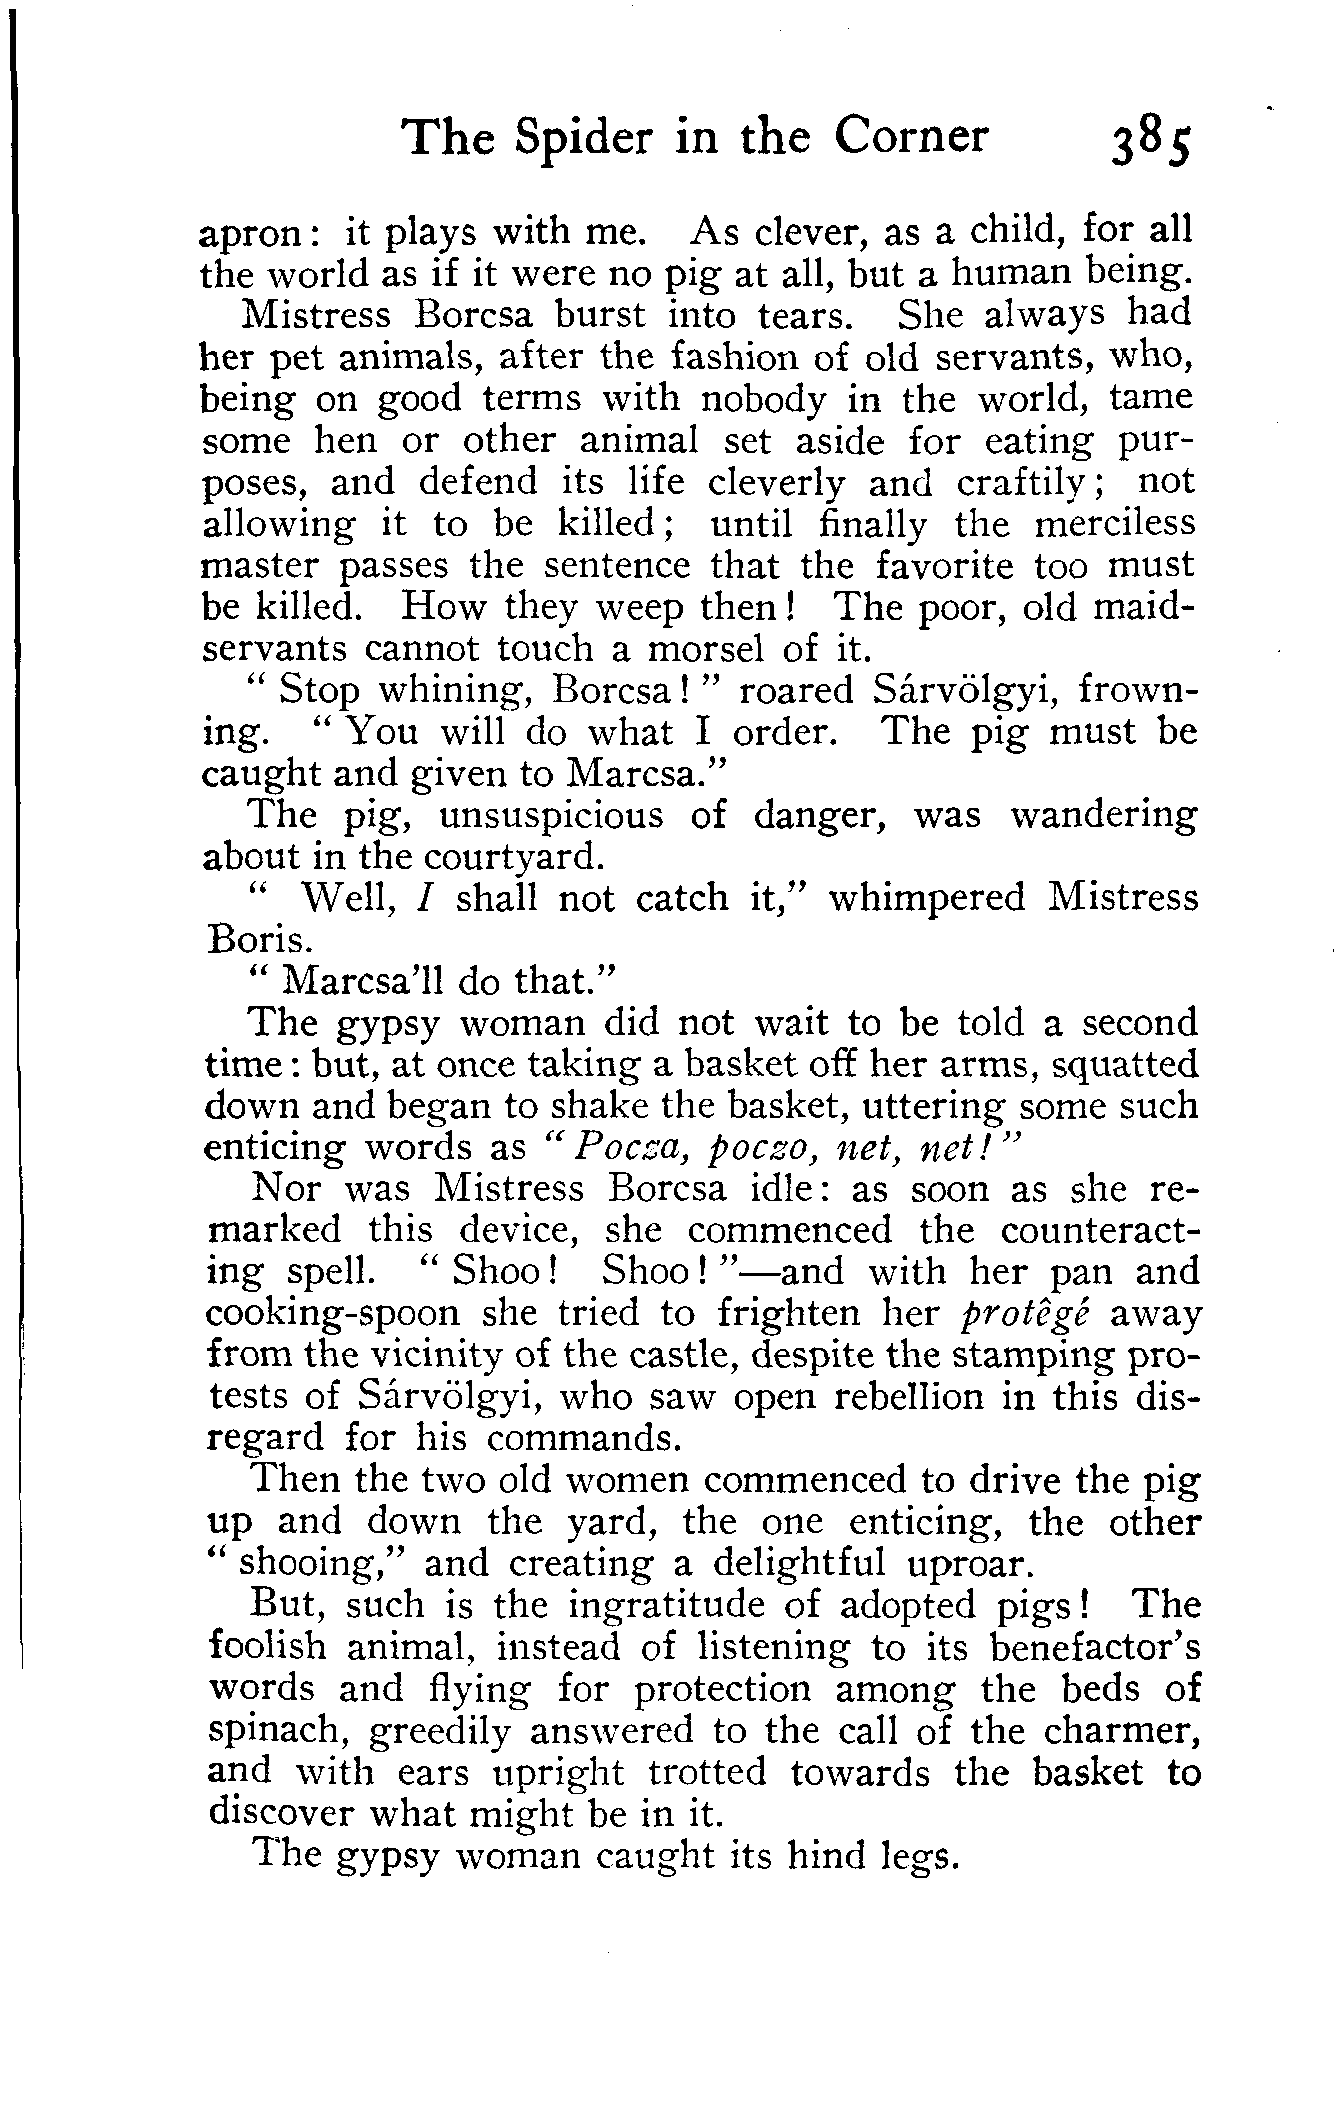 The Spider in the Corner 385
apron: it plays with me. As clever, as a child, for all
the world as if it were no pig at all, but a human being.
Mistress Borcsa burst into tears. She always had
her pet animals, after the fashion of old servants, who,
being on good terms with nobody in the world, tame
some hen or other animal set aside for eating pur-
poses, and defend its life cleverly and craftily; not
allowing it to be killed; until finally the merciless
master passes the sentence that the favorite too must
be killed. How they weep then! The poor, old maid-
servants cannot touch a morsel of it.
" Stop whining, Borcsa!" roared Sárvölgyi, frown-
ing. " You will do what I order. The pig must be
caught and given to Marcsa."
The pig, unsuspicious of danger, was wandering
about in the courtyard.
" Well, I shall not catch it," whimpered Mistress
Boris.
" Marcsa'll do that."
The gypsy woman did not wait to be told a second
time: but, at once taking a basket off her arms, squatted
down and began to shake the basket, uttering some such
enticing words as " Pocza, poczo, net, net!"
Nor was Mistress Borcsa idle: as soon as she re-
marked this device, she commenced the counteract-
ing spell. " Shoo! Shoo!"—and with her pan and
cooking-spoon she tried to frighten her protêgé away
from the vicinity of the castle, despite the stamping pro-
tests of Sárvölgyi, who saw open rebellion in this dis-
regard for his commands.
Then the two old women commenced to drive the pig
up and down the yard, the one enticing, the other
" shooing," and creating a delightful uproar.
But, such is the ingratitude of adopted pigs! The
foolish animal, instead of listening to its benefactor's
words and flying for protection among the beds of
spinach, greedily answered to the call of the charmer,
and with ears upright trotted towards the basket to
discover what might be in it.
The gypsy woman caught its hind legs.